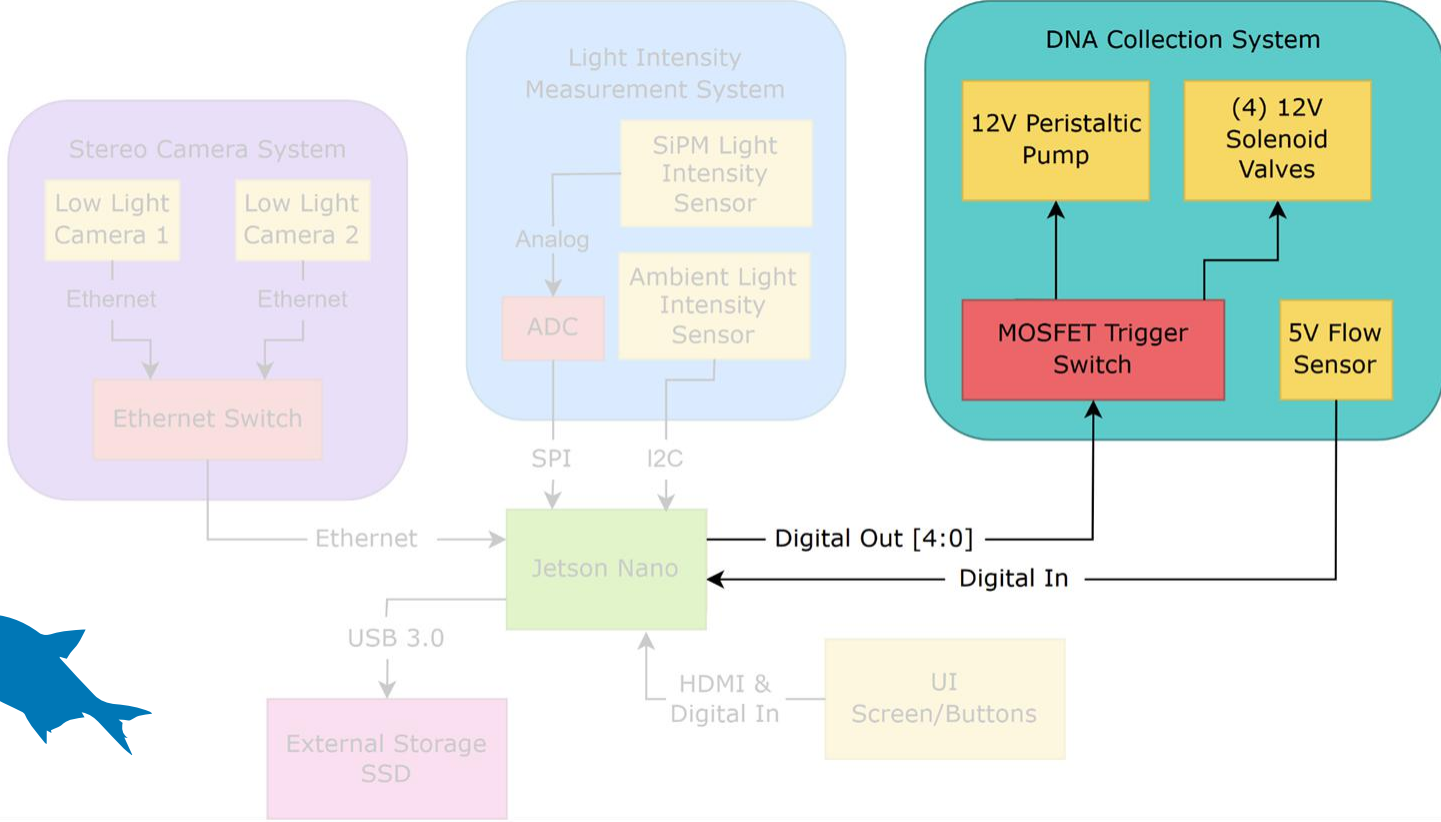 Stereo Camera System
Low Light
Camera 1
Low Light
Camera 2
Ethernet
Ethernet
Ethernet Switch
Light Intensity
Measurement System
SiPM Light
Intensity
Sensor
Analog
Ambient Light
Intensity
Sensor
ADC
DNA Collection System
12V Peristaltic
Pump
(4) 12V
Solenoid
Valves
MOSFET Trigger
Switch
5V Flow
Sensor
SPI
I2C
Ethernet
Jetson Nano
Digital Out [4:0]
Digital In
USB 3.0
HDMI &
Digital In
UI
Screen/Buttons
External Storage
SSD